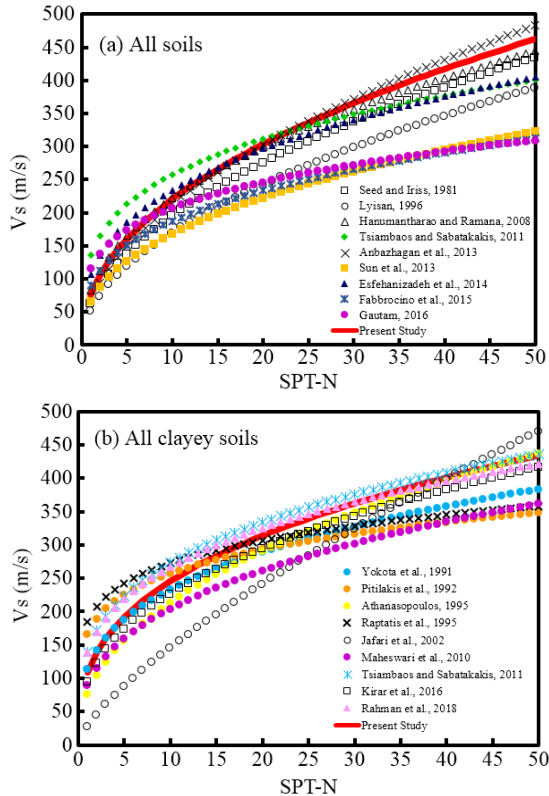 (a) All soils
500
450
400
350
300
250
200
150
100
50
0
Vs (m/s)
Seed and Iriss, 1981
Lyisan, 1996
Hanumantharao and Ramana, 2008
Tsiambaos and Sabatakakis, 2011
Anbazhagan et al., 2013
Sun et al., 2013
Esfehanizadeh et al., 2014
Fabbrocino et al., 2015
Gautam, 2016
Present Study
0 5 10 15 20 25 30 35 40 45 50
SPT-N
(b) All clayey soils
500
450
400
350
300
250
200
150
100
50
0
Vs (m/s)
Yokota et al., 1991
Pitilakis et al., 1992
Athanasopoulos, 1995
Raptatis et al., 1995
Jafari et al., 2002
Maheswari et al., 2010
Tsiambaos and Sabatakakis, 2011
Kirar et al., 2016
Rahman et al., 2018
Present Study
0 5 10 15 20 25 30 35 40 45 50
SPT-N